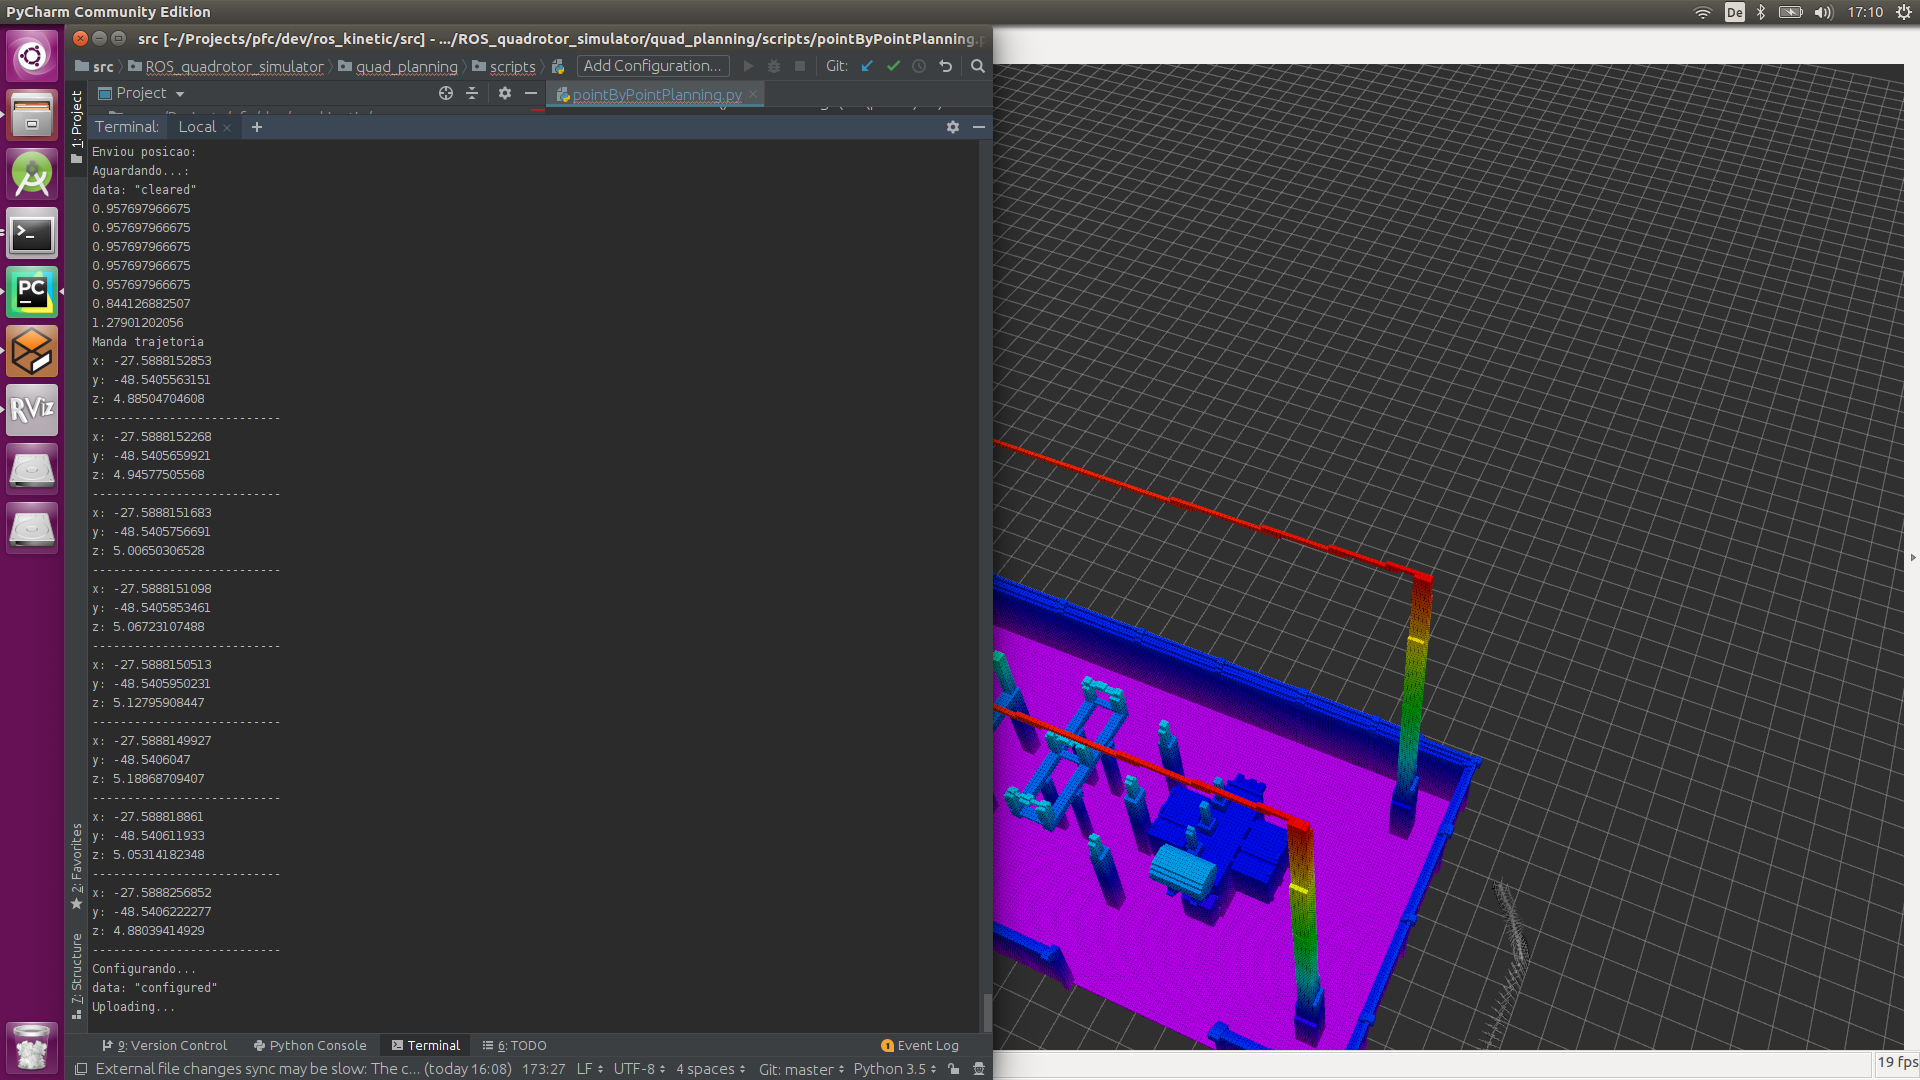 PyCharm Community Edition
De
17:10
src [~/Projects/pfc/dev/ros_kinetic/src] - .../ROS_quadrotor_simulator/quad_planning/scripts/pointByPointPlanning.p
src
ROS_quadrotor_simulator
quad_planning
scripts
Add Configuration...
Git:
1: Project
Project
pointByPointPlanning.py
Terminal:
Local
Enviou posicao:
Aguardando...:
data: "cleared"
0.957697966675
0.957697966675
0.957697966675
0.957697966675
0.957697966675
0.844126882507
1.27901202056
Manda trajetoria
x: -27.5888152853
y: -48.5405563151
z: 4.88504704608
---------------------------
x: -27.5888152268
y: -48.5405659921
z: 4.94577505568
---------------------------
x: -27.5888151683
y: -48.5405756691
z: 5.00650306528
---------------------------
x: -27.5888151098
y: -48.5405853461
z: 5.06723107488
---------------------------
x: -27.5888150513
y: -48.5405950231
z: 5.12795908447
---------------------------
x: -27.5888149927
y: -48.5406047
z: 5.18868709407
---------------------------
x: -27.588818861
y: -48.540611933
z: 5.05314182348
---------------------------
x: -27.5888256852
y: -48.5406222277
z: 4.88039414929
---------------------------
Configurando...
data: "configured"
Uploading...
PC
RViz
2: Favorites
7: Structure
9: Version Control
Python Console
Terminal
6: TODO
1 Event Log
External file changes sync may be slow: The c... (today 16:08)
173:27
LF
UTF-8
4 spaces
Git: master
Python 3.5
19 fps